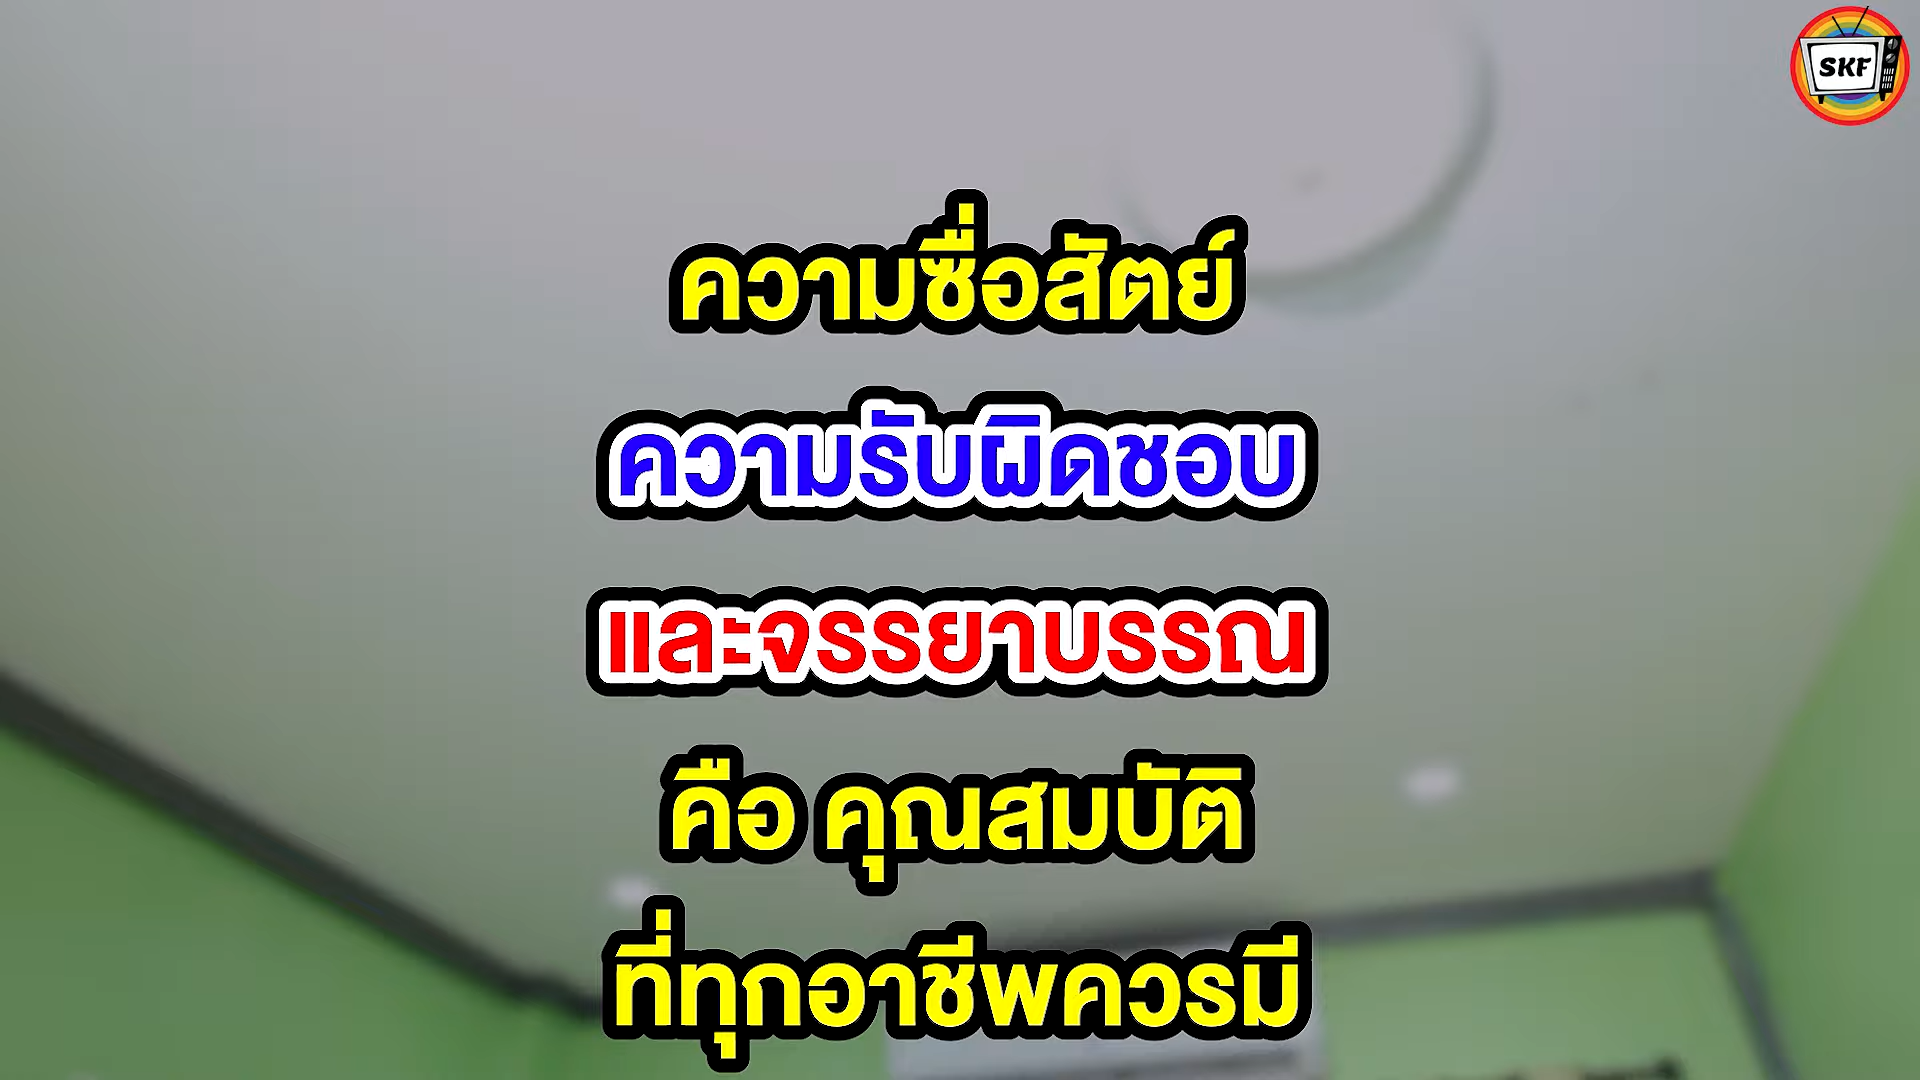 SKF
ความซื่อสัตย์
ความรับผิดชอบ
และจรรยาบรรณ
คือ คุณสมบัติ
ที่ทุกอาชีพควรมี